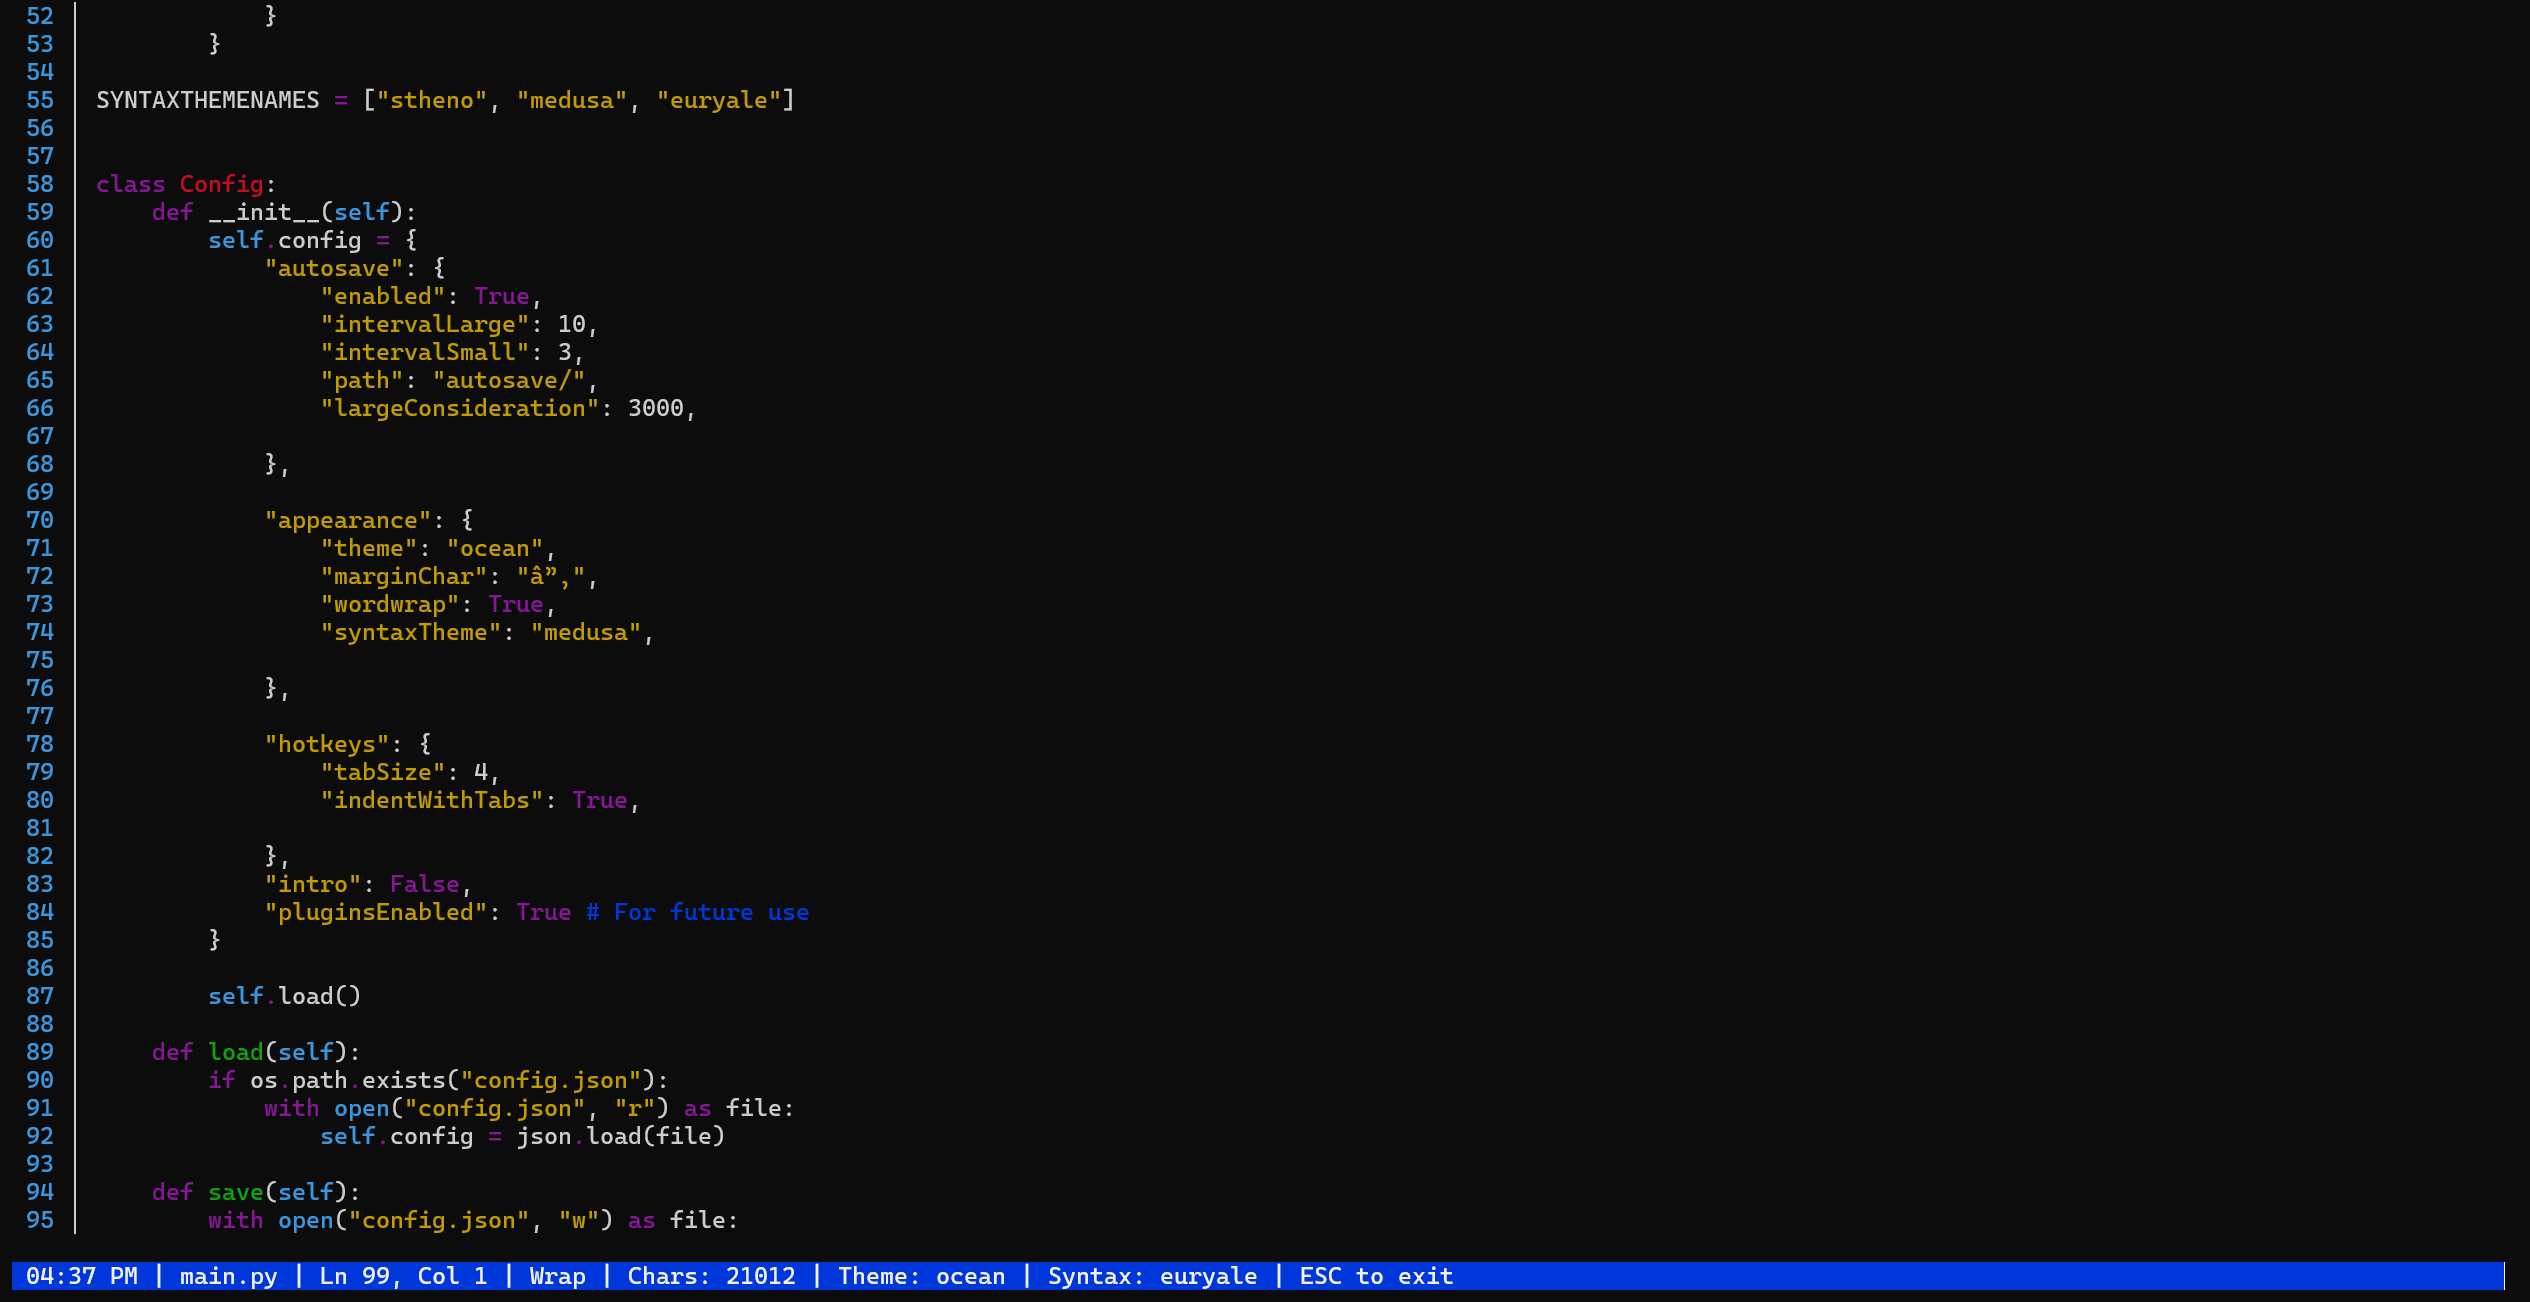 52             }
53         }
54
55 SYNTAXTHEMENAMES = ["stheno", "medusa", "euryale"]
56
57
58 class Config:
59     def __init__(self):
60         self.config = {
61             "autosave": {
62                 "enabled": True,
63                 "intervalLarge": 10,
64                 "intervalSmall": 3,
65                 "path": "autosave/",
66                 "largeConsideration": 3000,
67
68             },
69
70             "appearance": {
71                 "theme": "ocean",
72                 "marginChar": "â”‚",
73                 "wordwrap": True,
74                 "syntaxTheme": "medusa",
75
76             },
77
78             "hotkeys": {
79                 "tabSize": 4,
80                 "indentWithTabs": True,
81
82             },
83             "intro": False,
84             "pluginsEnabled": True # For future use
85         }
86
87         self.load()
88
89     def load(self):
90         if os.path.exists("config.json"):
91             with open("config.json", "r") as file:
92                 self.config = json.load(file)
93
94     def save(self):
95         with open("config.json", "w") as file:
04:37 PM | main.py | Ln 99, Col 1 | Wrap | Chars: 21012 | Theme: ocean | Syntax: euryale | ESC to exit